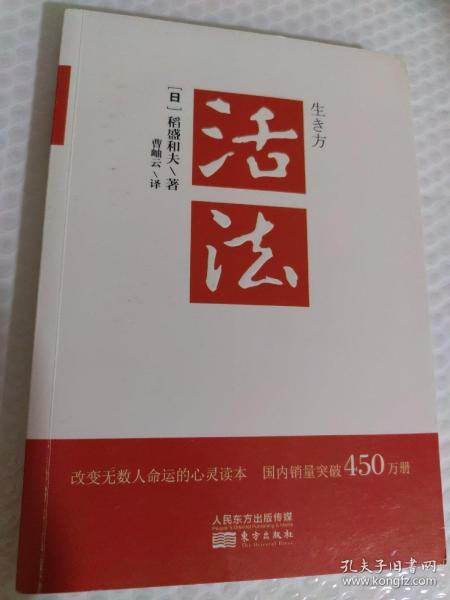 生き方
活法
[日] 稻盛和夫 \ 著
曹岫云 \ 译
改变无数人命运的心灵读本 国内销量突破450万册
人民东方出版传媒
People's Oriental Publishing & Media
東方出版社
The Oriental Press
孔夫子旧书网
www.kongfz.com